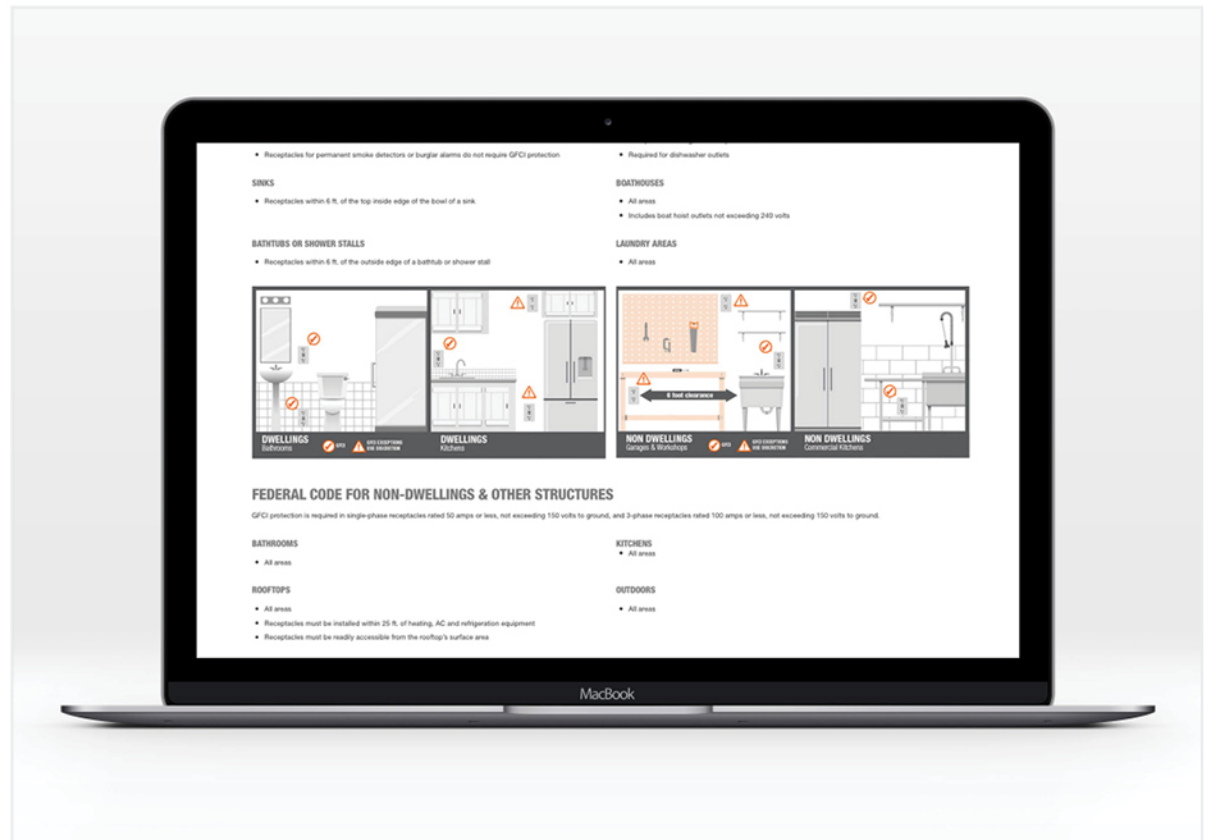 Receptacles for permanent smoke detectors or burglar alarms do not require GFCI protection
SINKS
Receptacles within 6 ft. of the top inside edge of the bowl of a sink
BATHTUBS OR SHOWER STALLS
Receptacles within 6 ft. of the outside edge of a bathtub or shower stall
Required for dishwasher outlets
BOATHOUSES
All areas
Includes boat hoist outlets not exceeding 240 volts
LAUNDRY AREAS
All areas
DWELLINGS
Bathrooms
GFCI
GFCI EXCEPTIONS
USE DISCRETION
DWELLINGS
Kitchens
6 foot clearance
NON DWELLINGS
Garages & Workshops
GFCI
GFCI EXCEPTIONS
USE DISCRETION
NON DWELLINGS
Commercial Kitchens
FEDERAL CODE FOR NON-DWELLINGS & OTHER STRUCTURES
GFCI protection is required in single-phase receptacles rated 50 amps or less, not exceeding 150 volts to ground, and 3-phase receptacles rated 100 amps or less, not exceeding 150 volts to ground.
BATHROOMS
All areas
KITCHENS
All areas
ROOFTOPS
All areas
Receptacles must be installed within 25 ft. of heating, AC and refrigeration equipment
Receptacles must be readily accessible from the rooftop's surface area
OUTDOORS
All areas
MacBook